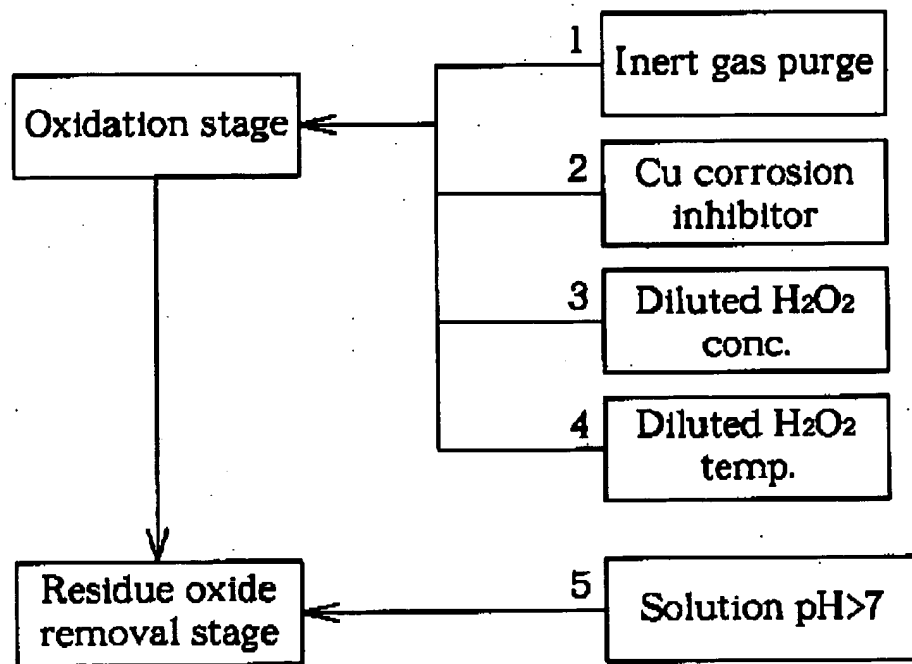 1
Inert gas purge
Oxidation stage
2
Cu corrosion
inhibitor
3
Diluted H₂O₂
conc.
4
Diluted H₂O₂
temp.
Residue oxide
removal stage
5
Solution pH>7